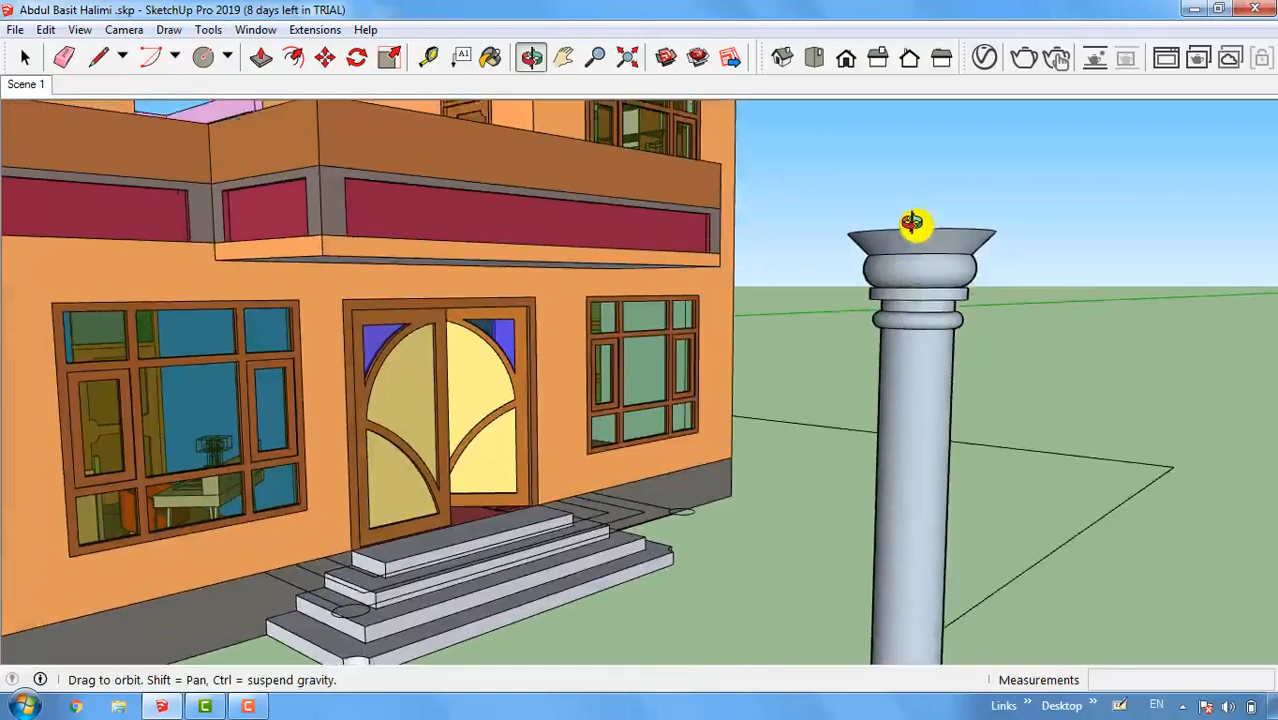 Abdul Basit Halimi .skp - SketchUp Pro 2019 (8 days left in TRIAL)
File Edit View Camera Draw Tools Window Extensions Help
A1
Scene 1
Drag to orbit. Shift = Pan, Ctrl = suspend gravity.
Measurements
Links » Desktop » EN